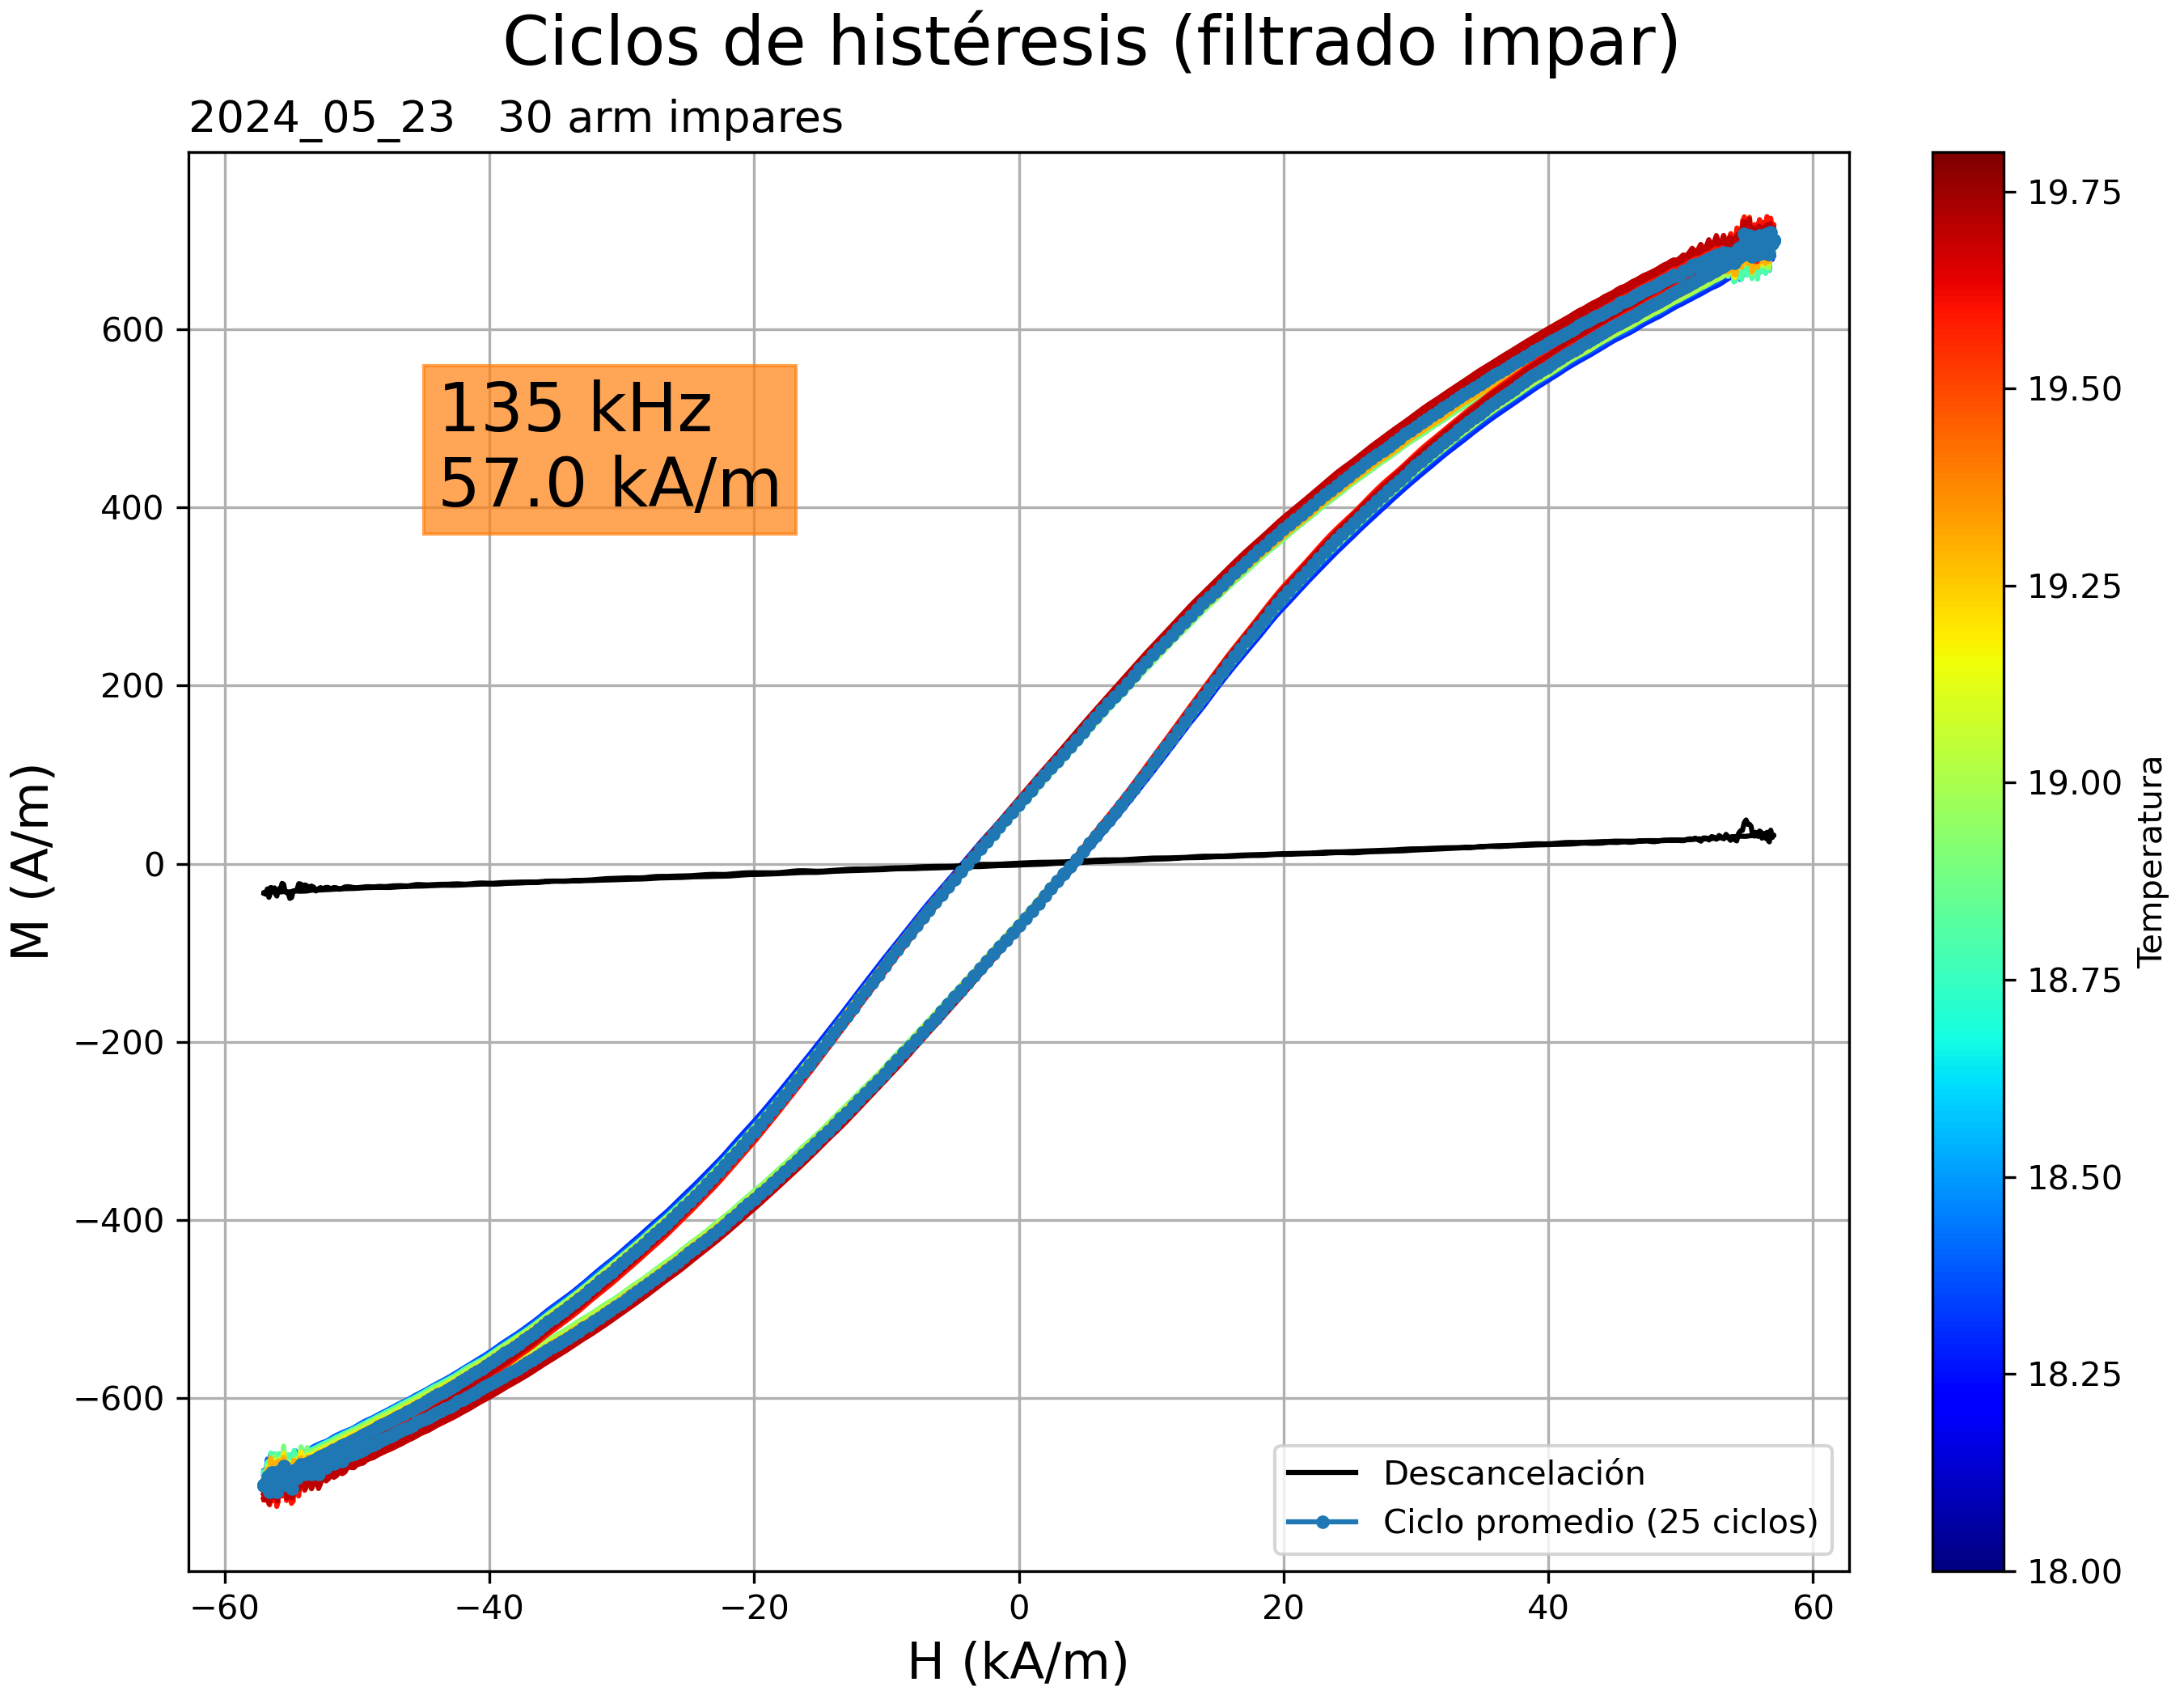 Ciclos de histéresis (filtrado impar)
2024_05_23   30 arm impares
135 kHz
57.0 kA/m
M (A/m)
600
400
200
0
−200
−400
−600
−60
−40
−20
0
20
40
60
H (kA/m)
Descancelación
Ciclo promedio (25 ciclos)
19.75
19.50
19.25
19.00
18.75
18.50
18.25
18.00
Temperatura